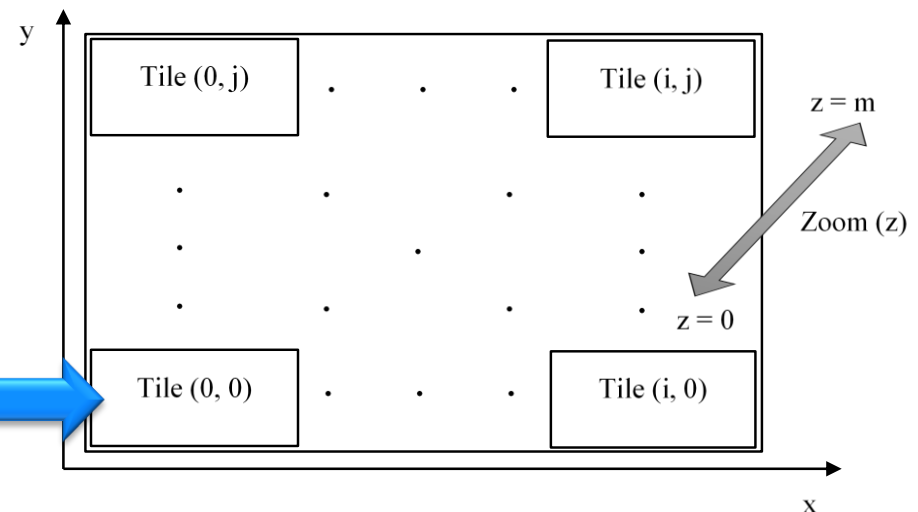 y
Tile (0, j) . . . Tile (i, j)
z = m
Zoom (z)
z = 0
Tile (0, 0) . . . Tile (i, 0)
x